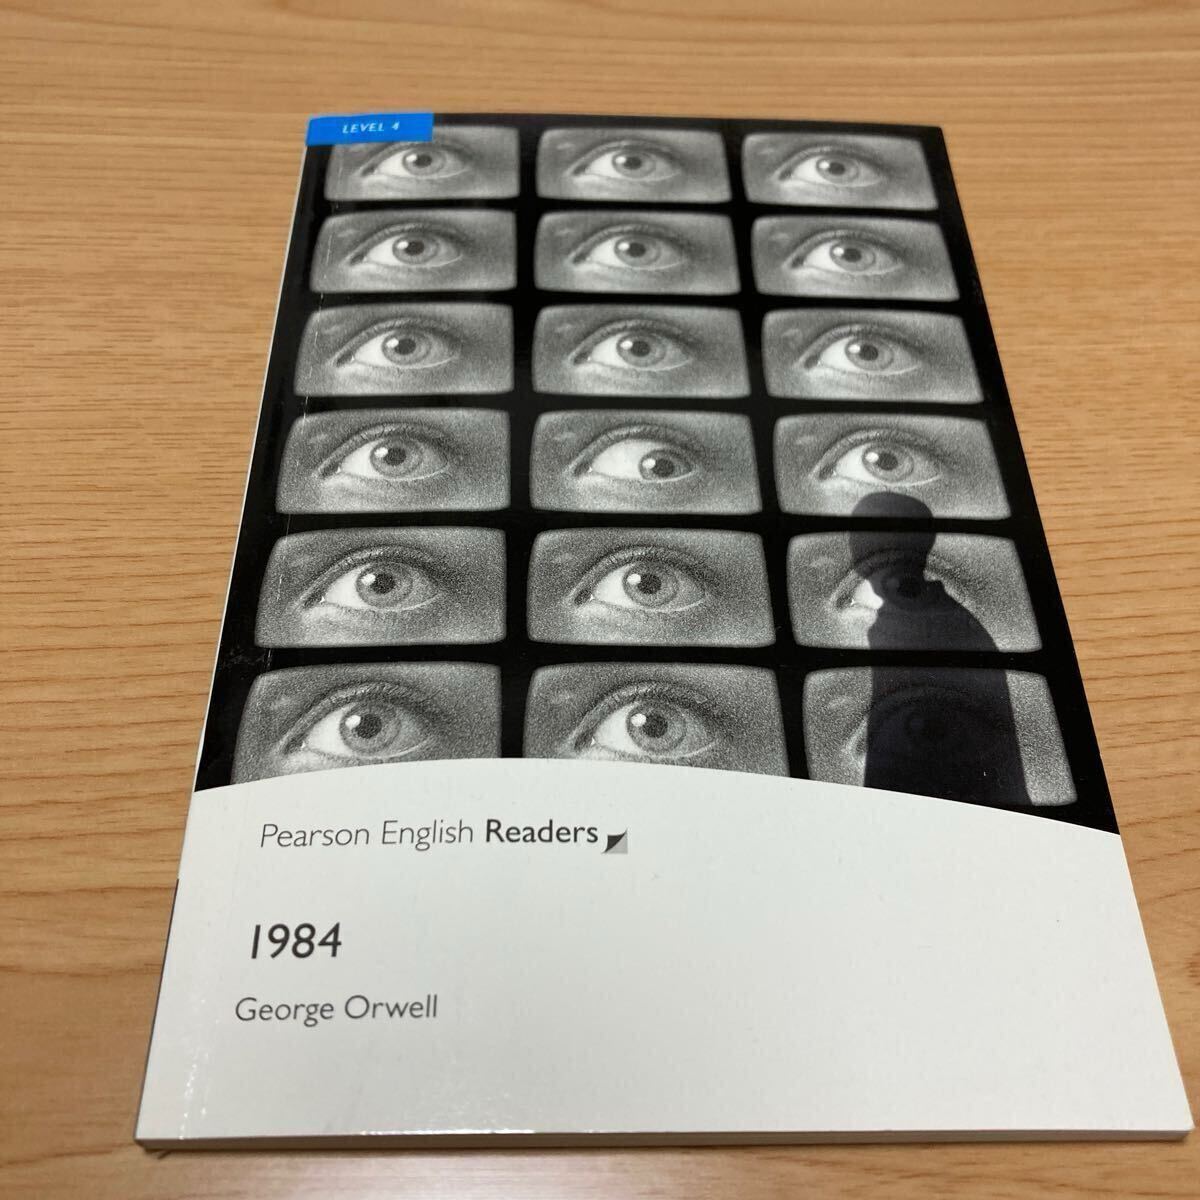 LEVEL 4
Pearson English Readers
1984
George Orwell